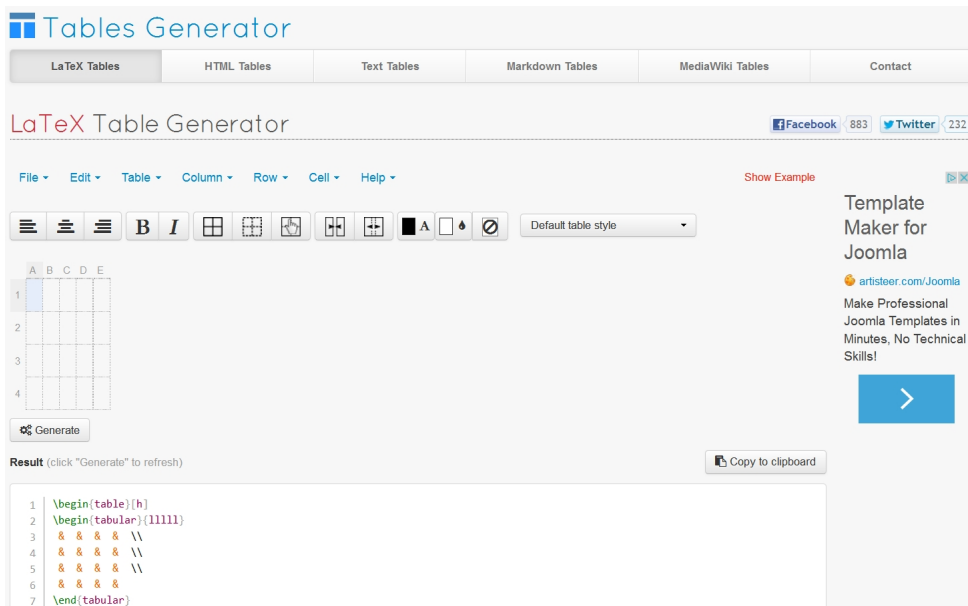 Tables Generator
LaTeX Tables HTML Tables Text Tables Markdown Tables MediaWiki Tables Contact
LaTeX Table Generator
Facebook 883 Twitter 232
File Edit Table Column Row Cell Help Show Example
B I A Default table style
Template
Maker for
Joomla
artisteer.com/Joomla
Make Professional
Joomla Templates in
Minutes, No Technical
Skills!
A B C D E
1
2
3
4
Generate
Result (click "Generate" to refresh) Copy to clipboard
1 \begin{table}[h]
2 \begin{tabular}{lllll}
3 & & & & \\
4 & & & & \\
5 & & & & \\
6 & & & &
7 \end{tabular}